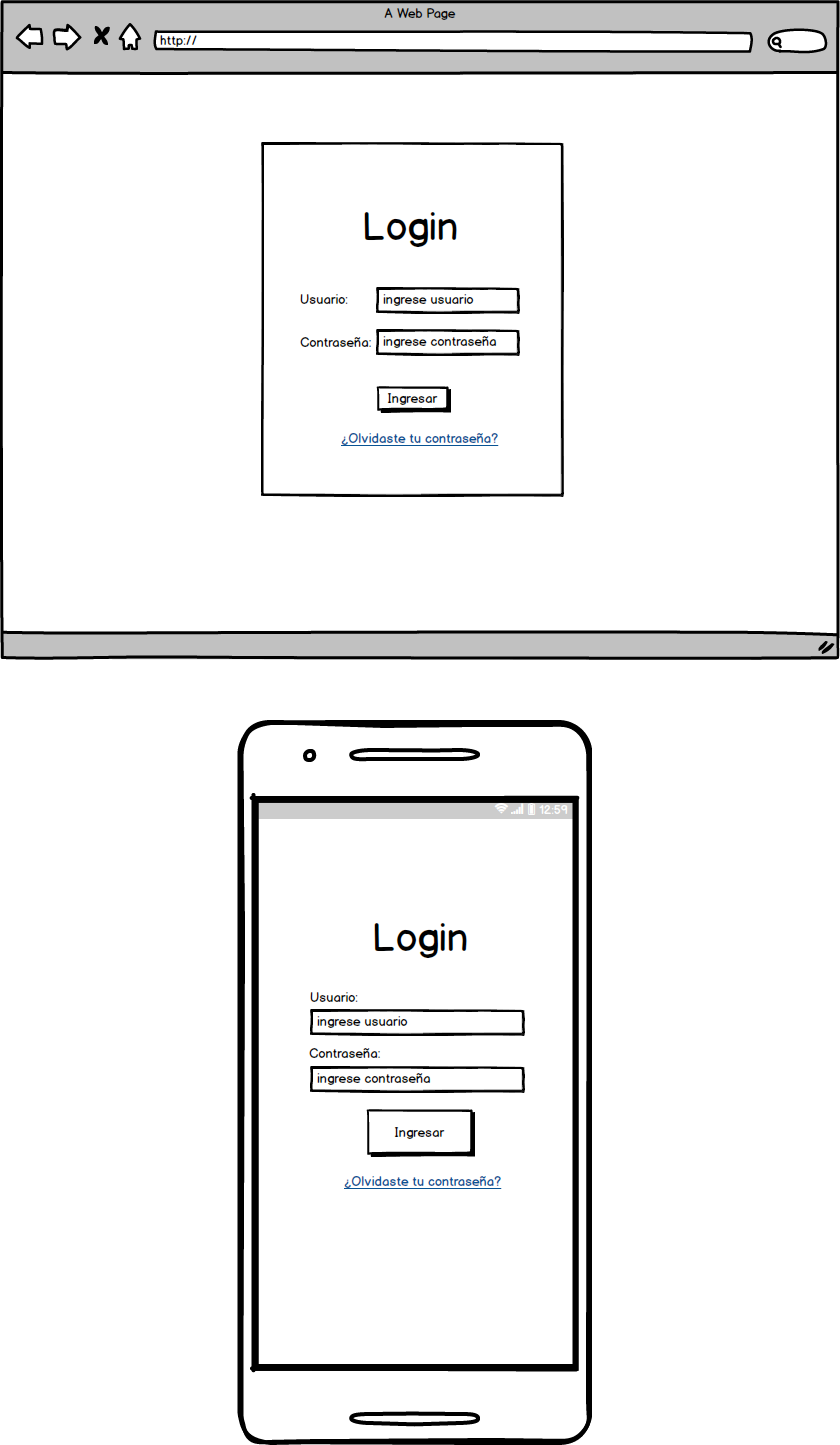 A Web Page
http://
Login
Usuario: ingrese usuario
Contraseña: ingrese contraseña
Ingresar
¿Olvidaste tu contraseña?
12:59
Login
Usuario:
ingrese usuario
Contraseña:
ingrese contraseña
Ingresar
¿Olvidaste tu contraseña?